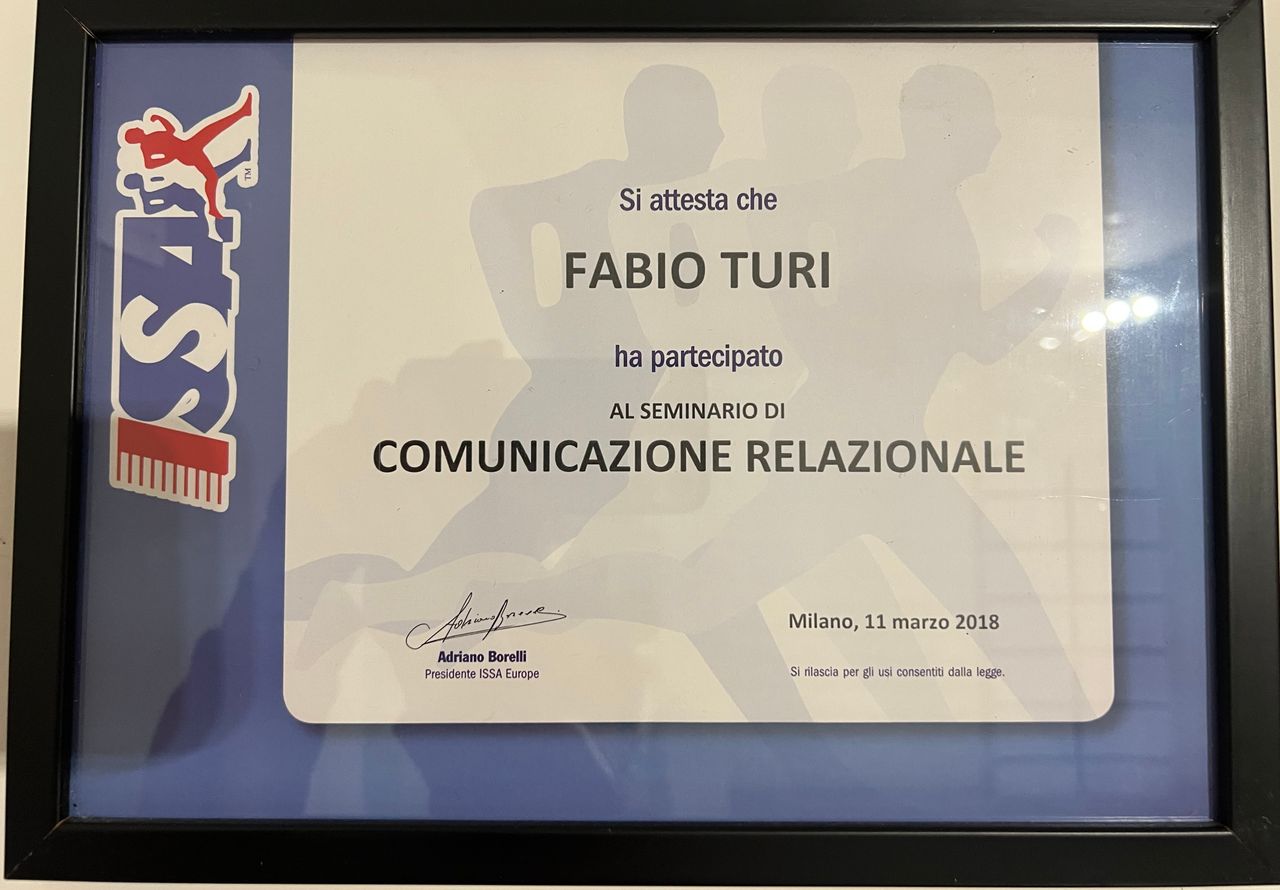 ISSA
TM
Si attesta che
FABIO TURI
ha partecipato
AL SEMINARIO DI
COMUNICAZIONE RELAZIONALE
Adriano Borelli
Presidente ISSA Europe
Milano, 11 marzo 2018
Si rilascia per gli usi consentiti dalla legge.